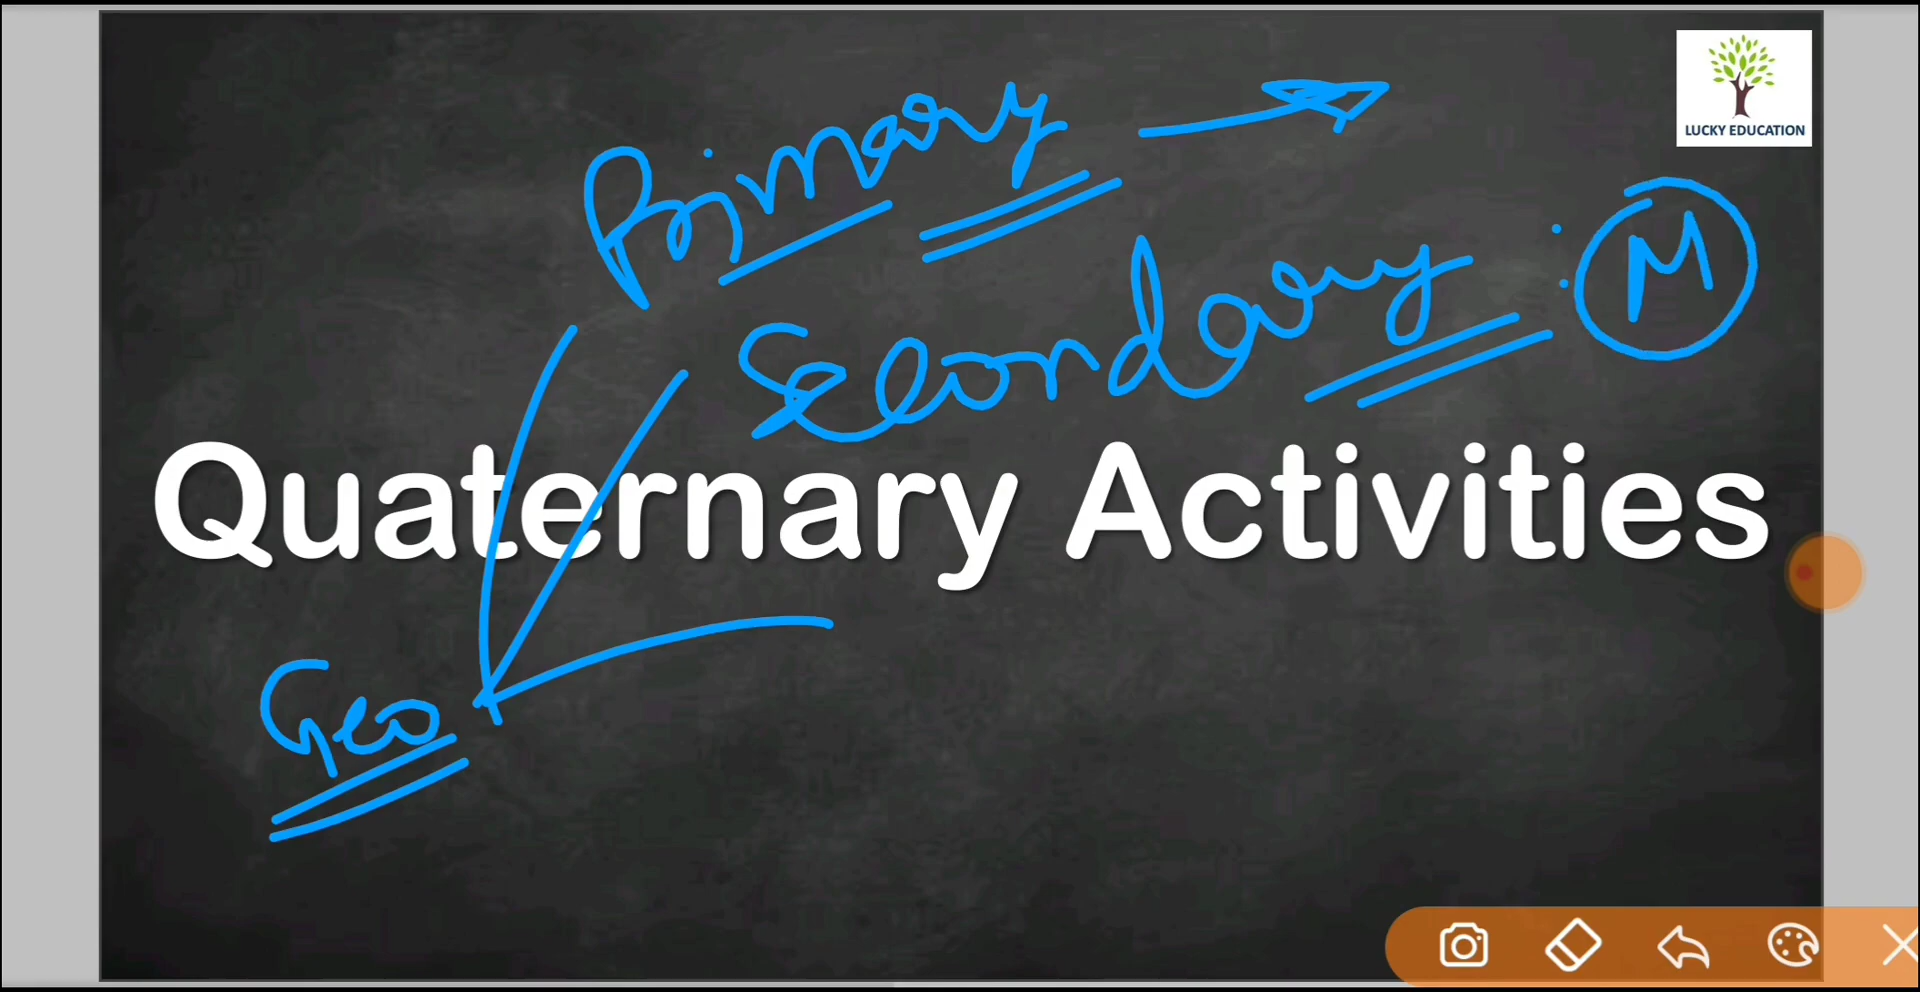 LUCKY EDUCATION
Primary
Secondary : M
Quaternary Activities
Geo